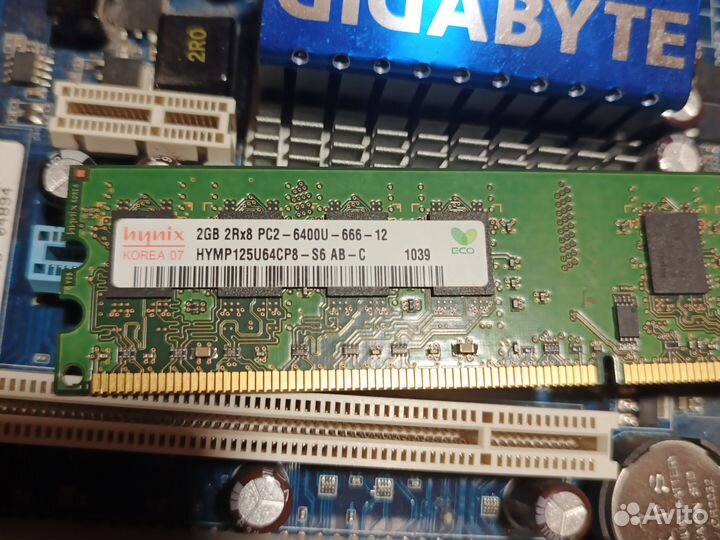 GIGABYTE
2R0
hynix
KOREA 07
2GB 2Rx8 PC2-6400U-666-12
HYMP125U64CP8-S6 AB-C 1039
ECO
Avito